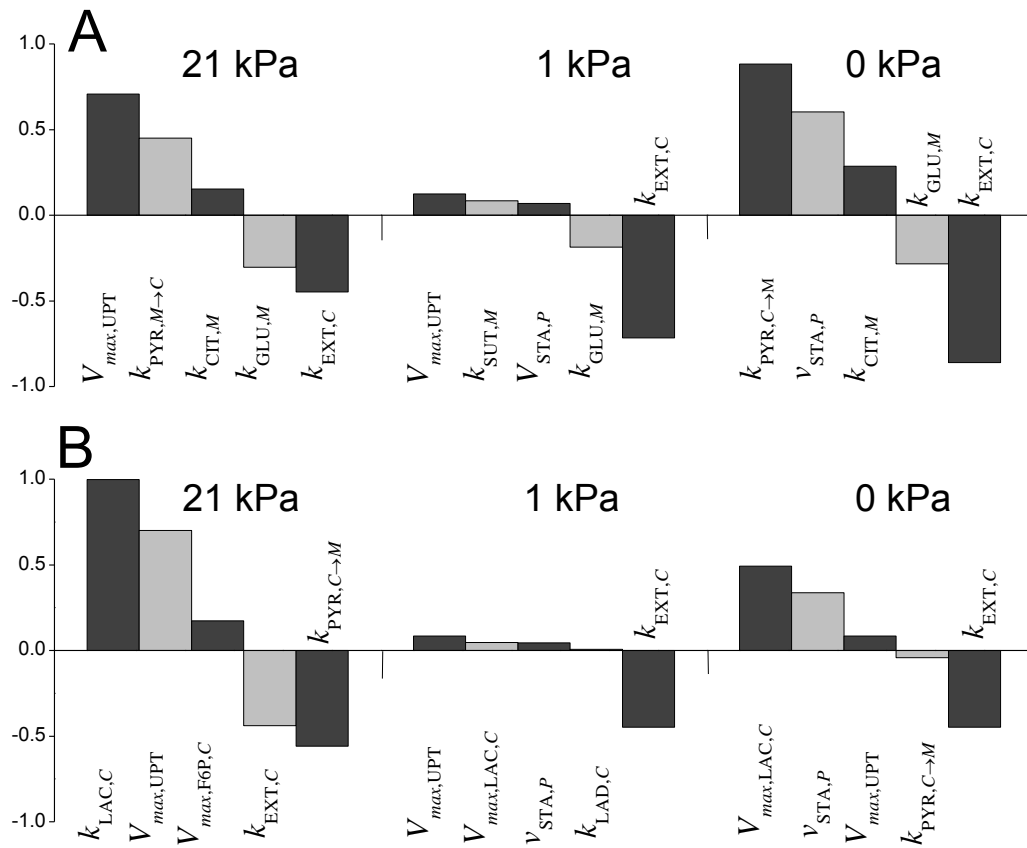 A
21 kPa
1 kPa
0 kPa
1.0
0.5
0.0
-0.5
-1.0
V_max,UPT
k_PYR,M→C
k_CIT,M
k_GLU,M
k_EXT,C
V_max,UPT
k_SUT,M
V_STA,P
k_GLU,M
k_EXT,C
k_PYR,C→M
v_STA,P
k_CIT,M
k_GLU,M
k_EXT,C
B
21 kPa
1 kPa
0 kPa
1.0
0.5
0.0
-0.5
-1.0
k_LAC,C
V_max,UPT
V_max,F6P,C
k_EXT,C
k_PYR,C→M
V_max,UPT
V_max,LAC,C
v_STA,P
k_LAD,C
k_EXT,C
V_max,LAC,C
v_STA,P
V_max,UPT
k_PYR,C→M
k_EXT,C